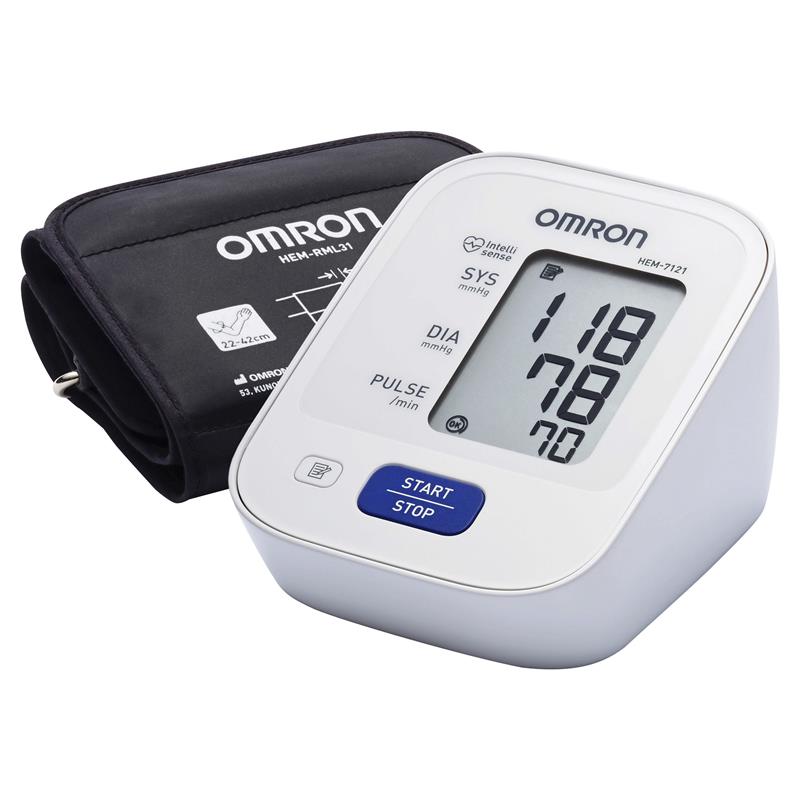 OMRON
HEM-RML31
22-42cm
OMRON
53,
OMRON
HEM-7121
Intelli
sense
SYS
mmHg
DIA
mmHg
PULSE
/min
118
78
70
OK
START
STOP